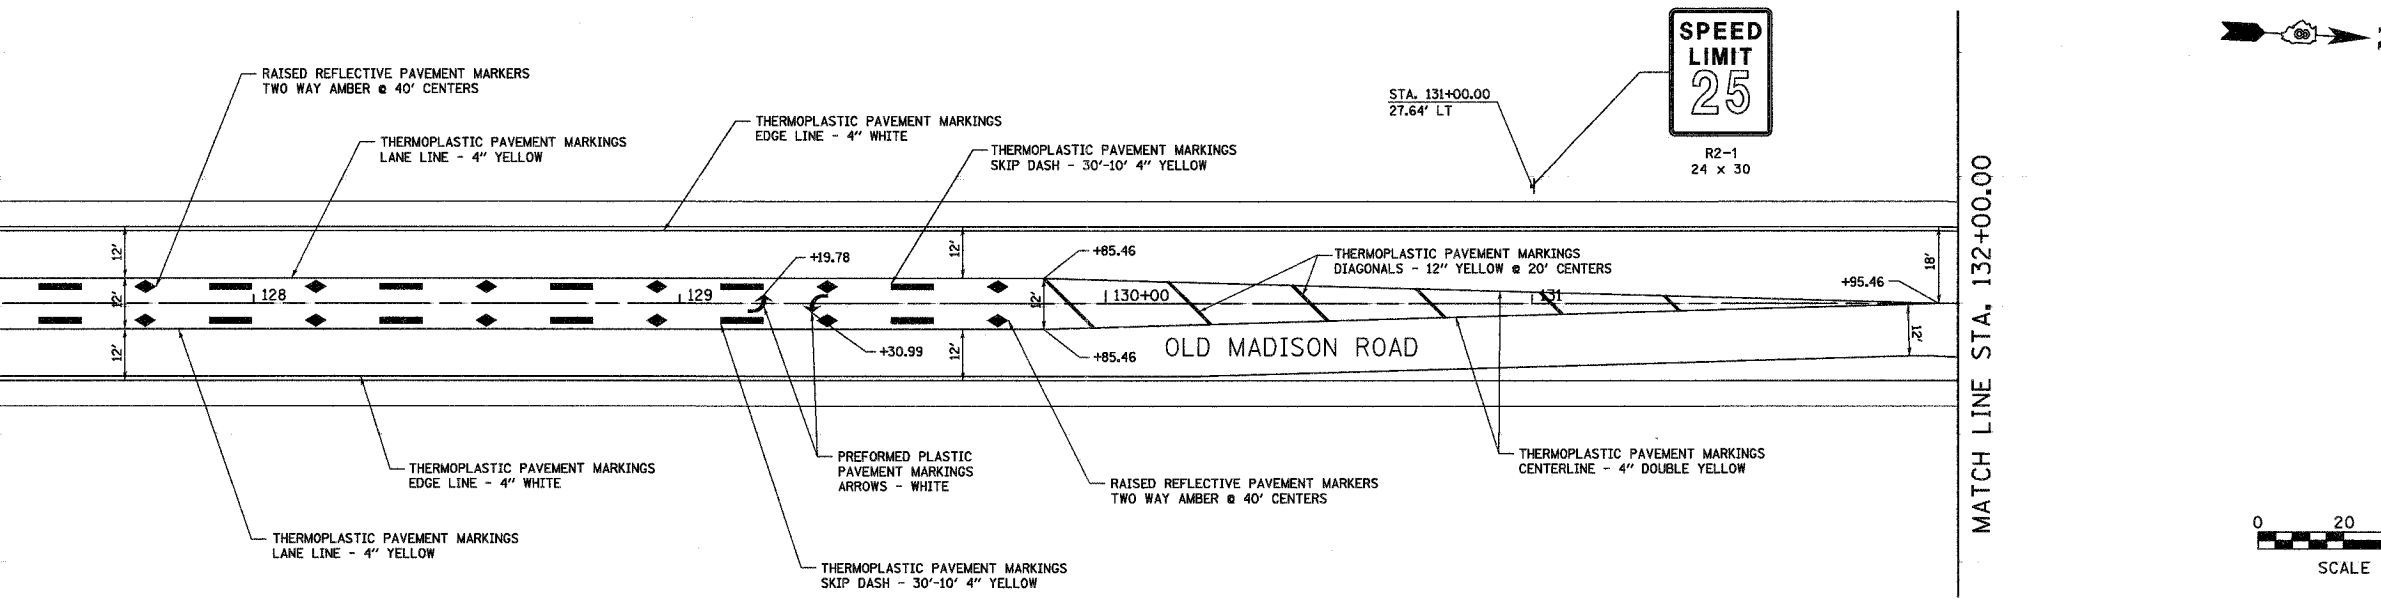 SPEED
LIMIT
25
R2-1
24 x 30
STA. 131+00.00
27.64' LT
RAISED REFLECTIVE PAVEMENT MARKERS
TWO WAY AMBER @ 40' CENTERS
THERMOPLASTIC PAVEMENT MARKINGS
LANE LINE - 4" YELLOW
THERMOPLASTIC PAVEMENT MARKINGS
EDGE LINE - 4" WHITE
THERMOPLASTIC PAVEMENT MARKINGS
SKIP DASH - 30'-10' 4" YELLOW
MATCH LINE STA. 132+00.00
12'
12'
12'
12'
12'
12'
18'
12'
+19.78
+85.46
THERMOPLASTIC PAVEMENT MARKINGS
DIAGONALS - 12" YELLOW @ 20' CENTERS
+95.46
128
129
130+00
131
+30.99
+85.46
OLD MADISON ROAD
THERMOPLASTIC PAVEMENT MARKINGS
EDGE LINE - 4" WHITE
PREFORMED PLASTIC
PAVEMENT MARKINGS
ARROWS - WHITE
RAISED REFLECTIVE PAVEMENT MARKERS
TWO WAY AMBER @ 40' CENTERS
THERMOPLASTIC PAVEMENT MARKINGS
CENTERLINE - 4" DOUBLE YELLOW
THERMOPLASTIC PAVEMENT MARKINGS
LANE LINE - 4" YELLOW
THERMOPLASTIC PAVEMENT MARKINGS
SKIP DASH - 30'-10' 4" YELLOW
0 20
SCALE